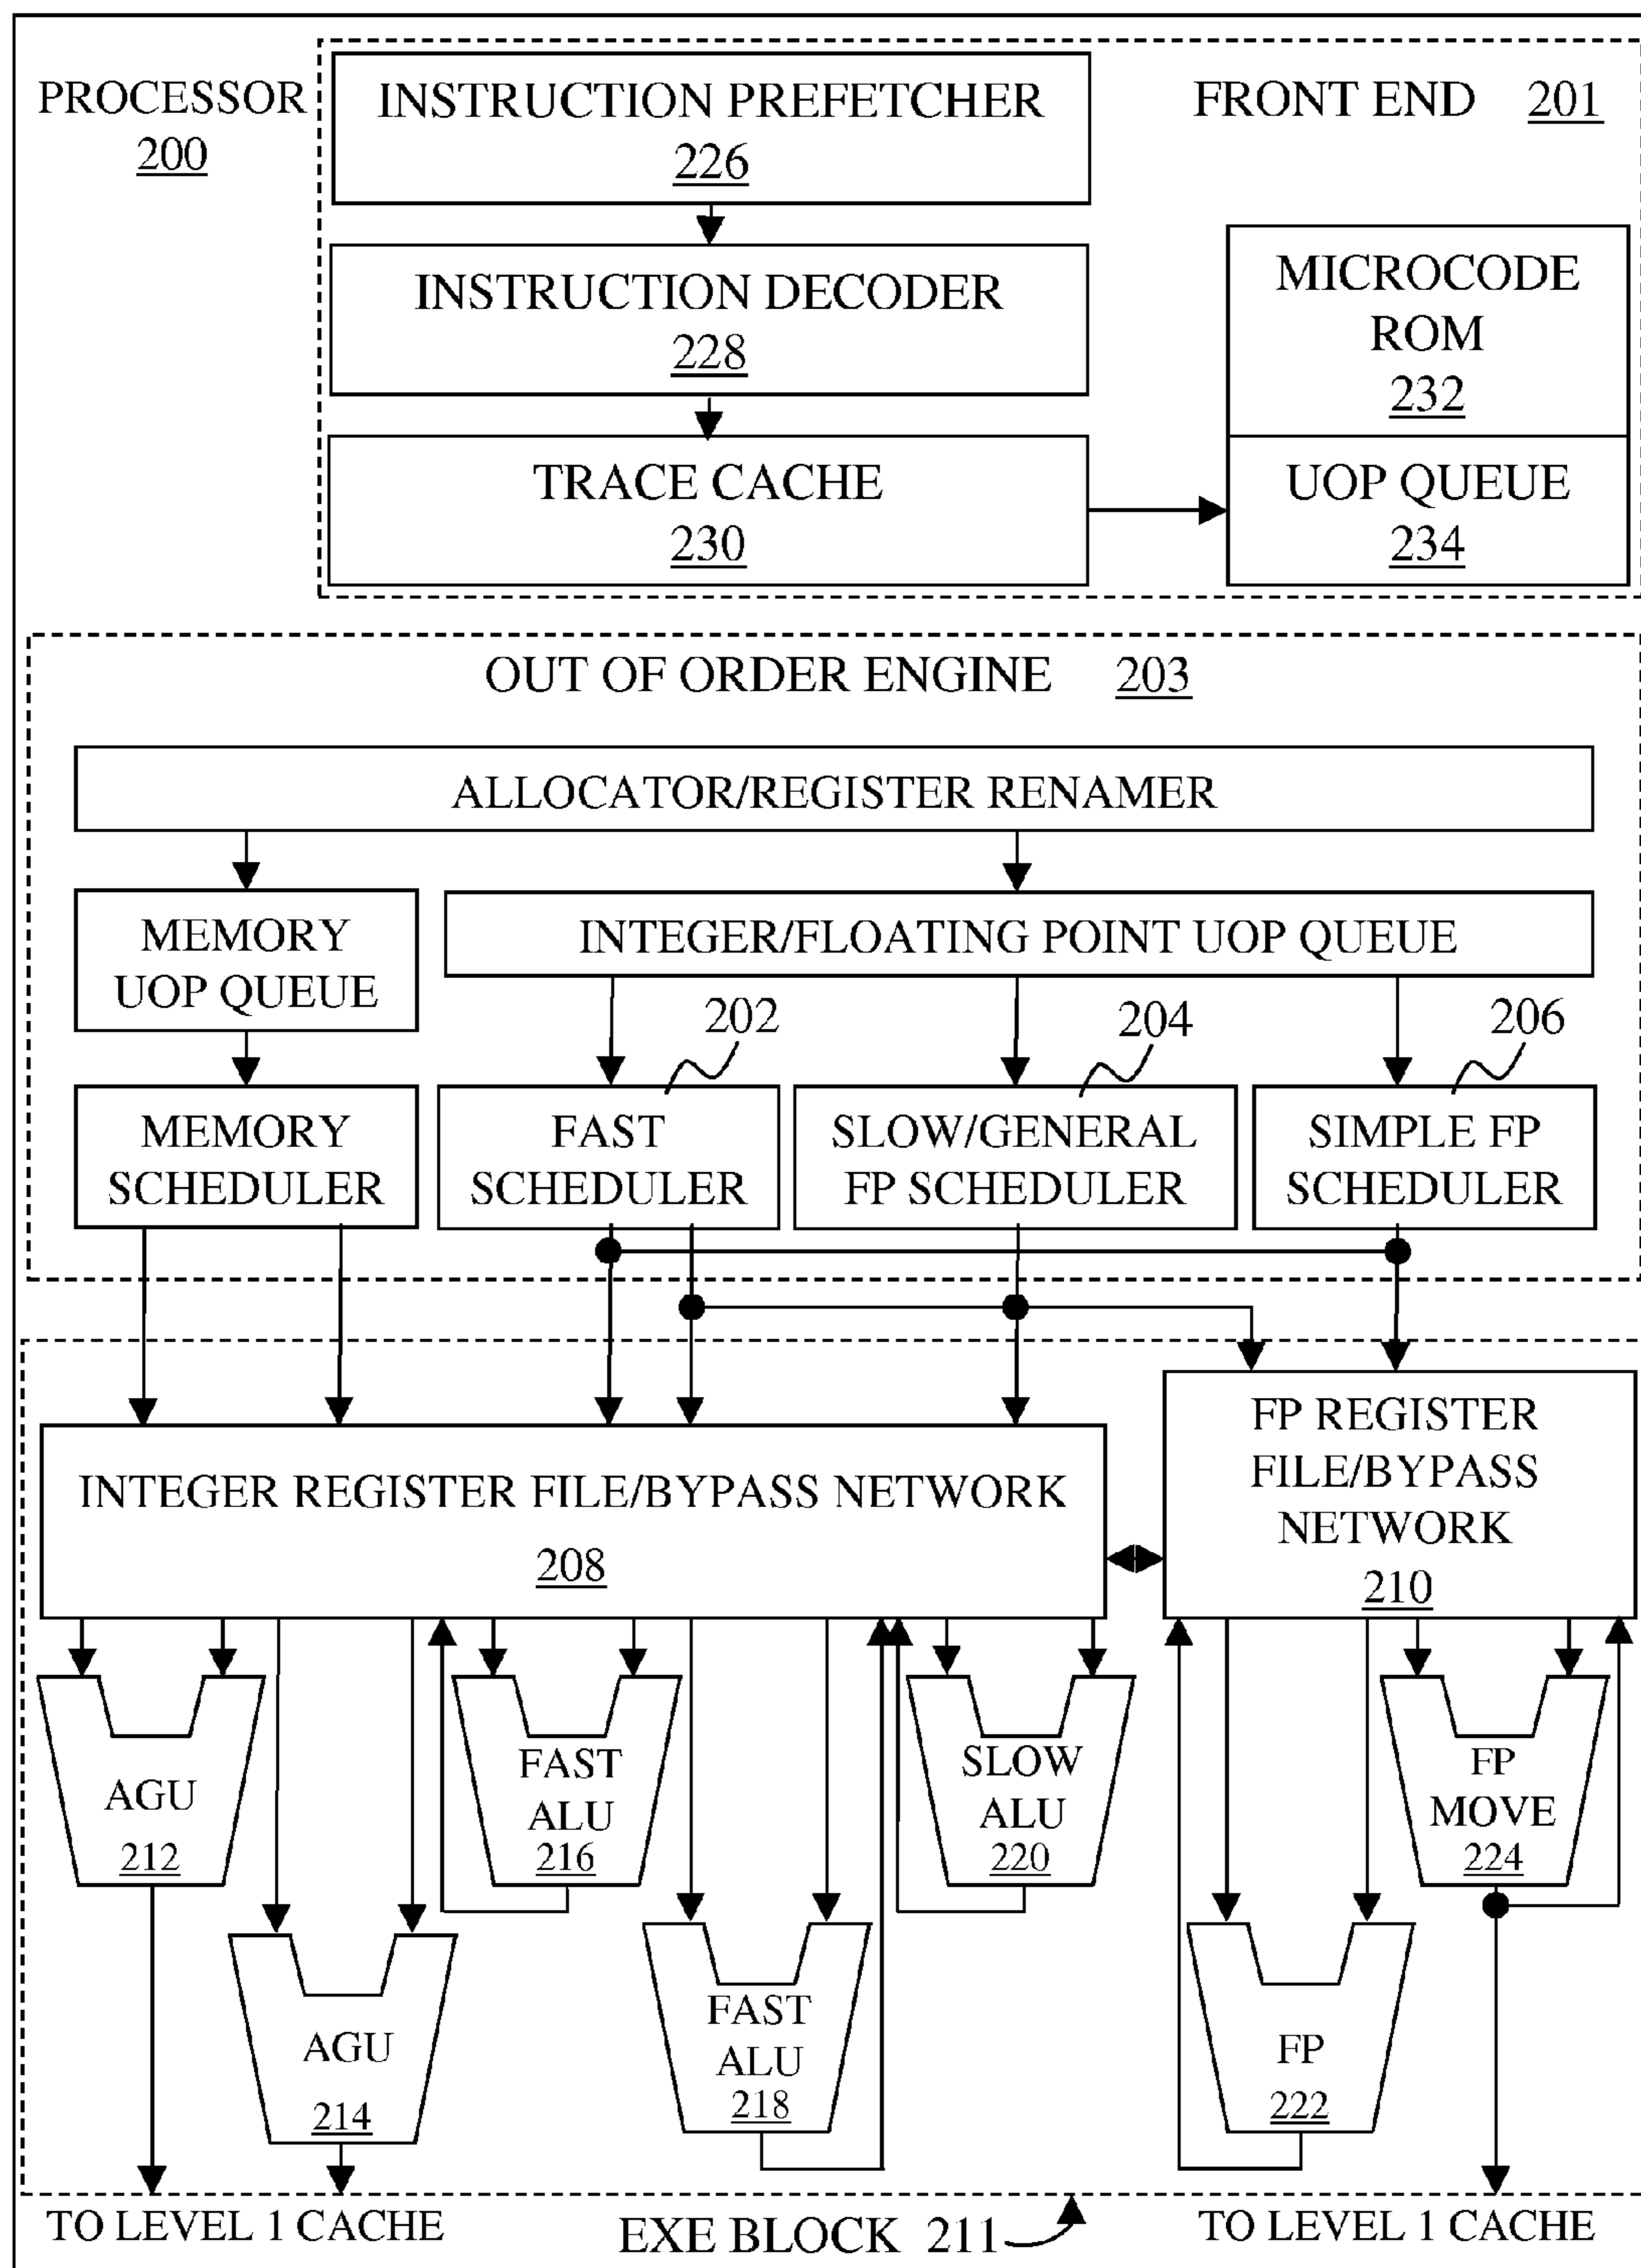 PROCESSOR
200
INSTRUCTION PREFETCHER
226
FRONT END 201
INSTRUCTION DECODER
228
MICROCODE
ROM
232
TRACE CACHE
230
UOP QUEUE
234
OUT OF ORDER ENGINE 203
ALLOCATOR/REGISTER RENAMER
MEMORY
UOP QUEUE
INTEGER/FLOATING POINT UOP QUEUE
202
204
206
MEMORY
SCHEDULER
FAST
SCHEDULER
SLOW/GENERAL
FP SCHEDULER
SIMPLE FP
SCHEDULER
INTEGER REGISTER FILE/BYPASS NETWORK
208
FP REGISTER
FILE/BYPASS
NETWORK
210
AGU
212
FAST
ALU
216
SLOW
ALU
220
FP
MOVE
224
AGU
214
FAST
ALU
218
FP
222
TO LEVEL 1 CACHE
EXE BLOCK 211
TO LEVEL 1 CACHE